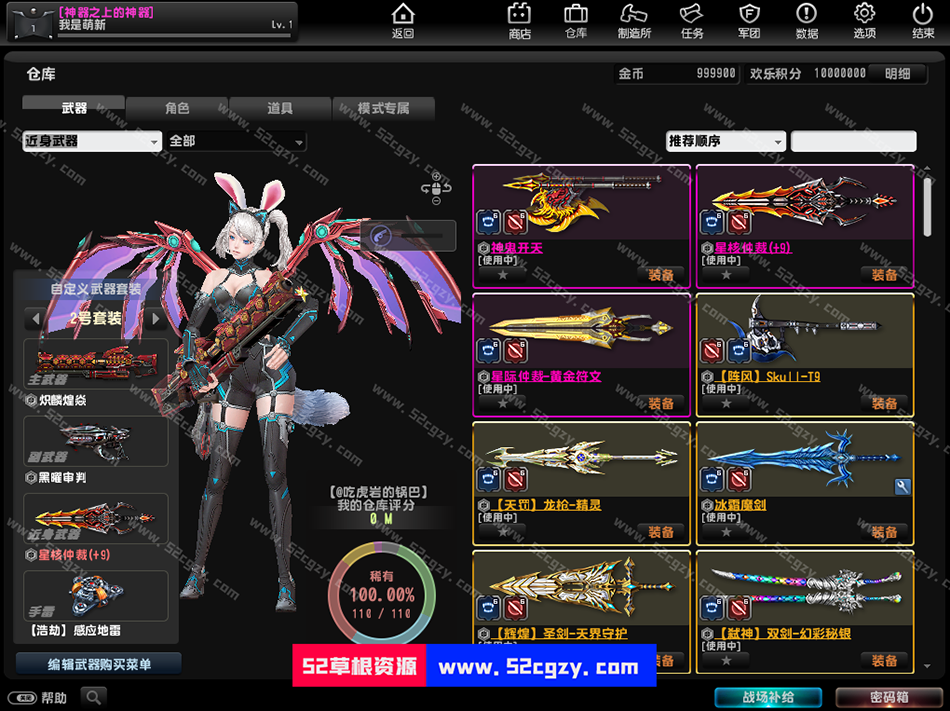 [神器之上的神器]
1 我是萌新 Lv. 1
返回 商店 仓库 制造所 任务 军团 数据 选项 结束
仓库 金币 999900 欢乐积分 10000000 明细
武器 角色 道具 模式专属
近身武器 全部 推荐顺序
神鬼开天 星核仲裁(+9)
[使用中] [使用中]
装备 装备
自定义武器套装
2号套装
星际仲裁-黄金符文 【阵风】Skull-T9
[使用中] [使用中]
装备 装备
主武器
炽麟煌焱
副武器
黑曜审判
【天罚】龙枪-精灵 冰霜魔剑
[使用中] [使用中]
装备 装备
近身武器
星核仲裁(+9)
【@吃虎岩的锅巴】
我的仓库评分
0 M
稀有
100.00%
110 / 110
手雷
【浩劫】感应地雷
【辉煌】圣剑-天界守护 【弑神】双剑-幻彩秘银
[使用中]
装备 装备
52草根资源 www.52cgzy.com
编辑武器购买菜单
帮助 战场补给 密码箱
www.52cgzy.com